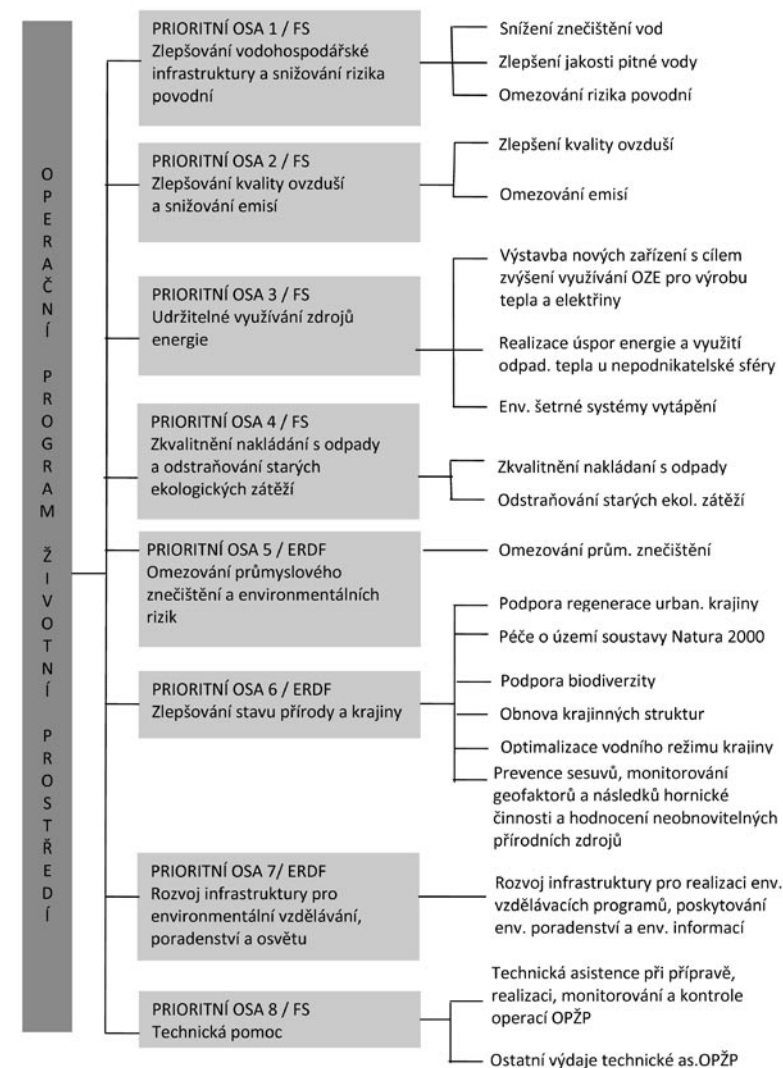 OPERAČNÍ PROGRAM ŽIVOTNÍ PROSTŘEDÍ
PRIORITNÍ OSA 1 / FS
Zlepšování vodohospodářské
infrastruktury a snižování rizika
povodní
Snížení znečištění vod
Zlepšení jakosti pitné vody
Omezování rizika povodní
PRIORITNÍ OSA 2 / FS
Zlepšování kvality ovzduší
a snižování emisí
Zlepšení kvality ovzduší
Omezování emisí
PRIORITNÍ OSA 3 / FS
Udržitelné využívání zdrojů
energie
Výstavba nových zařízení s cílem
zvýšení využívání OZE pro výrobu
tepla a elektřiny
Realizace úspor energie a využití
odpad. tepla u nepodnikatelské sféry
Env. šetrné systémy vytápění
PRIORITNÍ OSA 4 / FS
Zkvalitnění nakládání s odpady
a odstraňování starých
ekologických zátěží
Zkvalitnění nakládaní s odpady
Odstraňování starých ekol. zátěží
PRIORITNÍ OSA 5 / ERDF
Omezování průmyslového
znečištění a environmentálních
rizik
Omezování prům. znečištění
PRIORITNÍ OSA 6 / ERDF
Zlepšování stavu přírody a krajiny
Podpora regenerace urban. krajiny
Péče o území soustavy Natura 2000
Podpora biodiverzity
Obnova krajinných struktur
Optimalizace vodního režimu krajiny
Prevence sesuvů, monitorování
geofaktorů a následků hornické
činnosti a hodnocení neobnovitelných
přírodních zdrojů
PRIORITNÍ OSA 7/ ERDF
Rozvoj infrastruktury pro
environmentální vzdělávání,
poradenství a osvětu
Rozvoj infrastruktury pro realizaci env.
vzdělávacích programů, poskytování
env. poradenství a env. informací
PRIORITNÍ OSA 8 / FS
Technická pomoc
Technická asistence při přípravě,
realizaci, monitorování a kontrole
operací OPŽP
Ostatní výdaje technické as.OPŽP